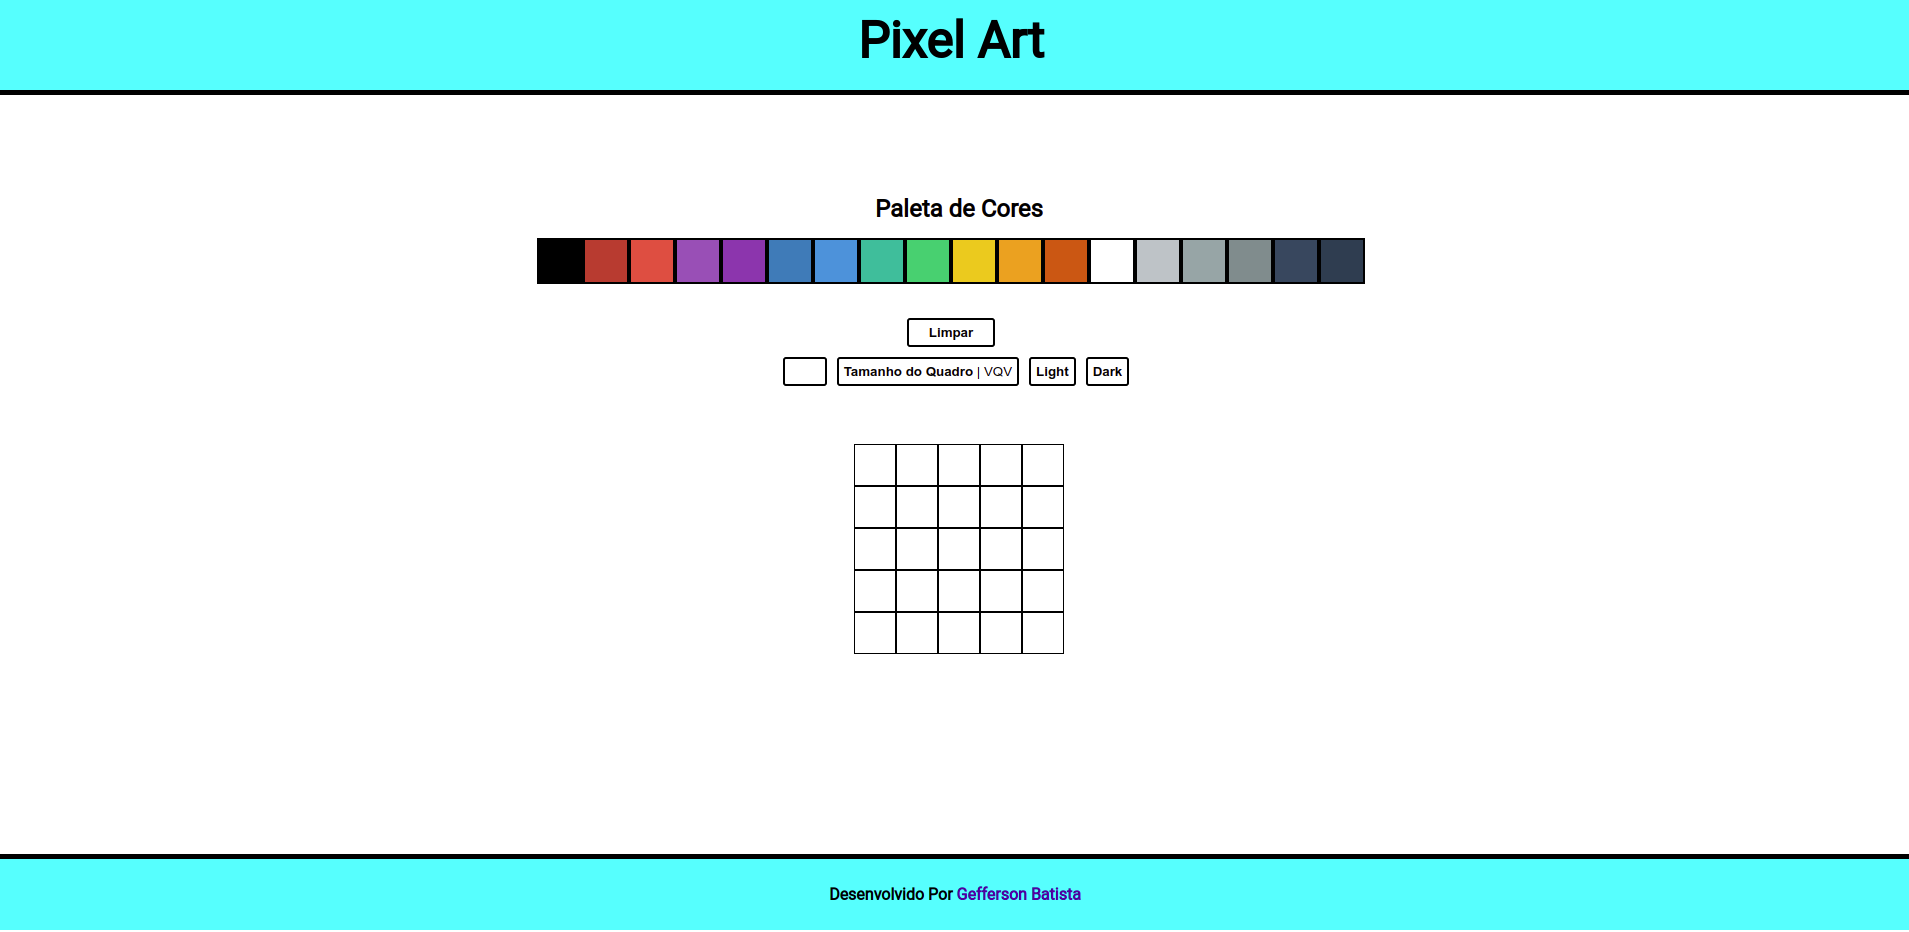 Pixel Art
Paleta de Cores
Limpar
Tamanho do Quadro | VQV Light Dark
Desenvolvido Por Gefferson Batista